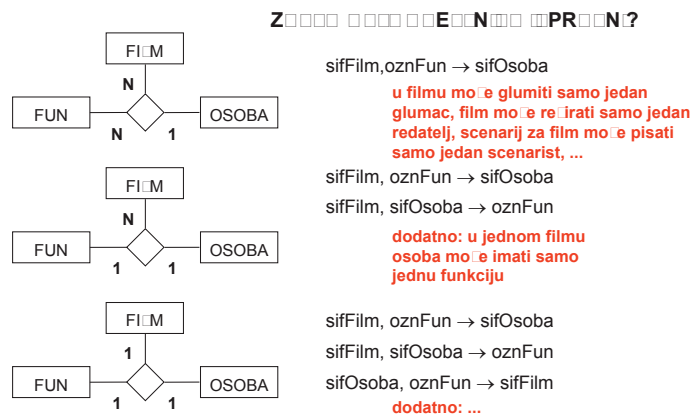 FI□M
N
FUN
N
1
OSOBA
sifFilm,oznFun → sifOsoba
u filmu mo□e glumiti samo jedan
glumac, film mo□e re□irati samo jedan
redatelj, scenarij za film mo□e pisati
samo jedan scenarist, ...
FI□M
N
FUN
1
1
OSOBA
sifFilm, oznFun → sifOsoba
sifFilm, sifOsoba → oznFun
dodatno: u jednom filmu
osoba mo□e imati samo
jednu funkciju
FI□M
1
FUN
1
1
OSOBA
sifFilm, oznFun → sifOsoba
sifFilm, sifOsoba → oznFun
sifOsoba, oznFun → sifFilm
dodatno: ...